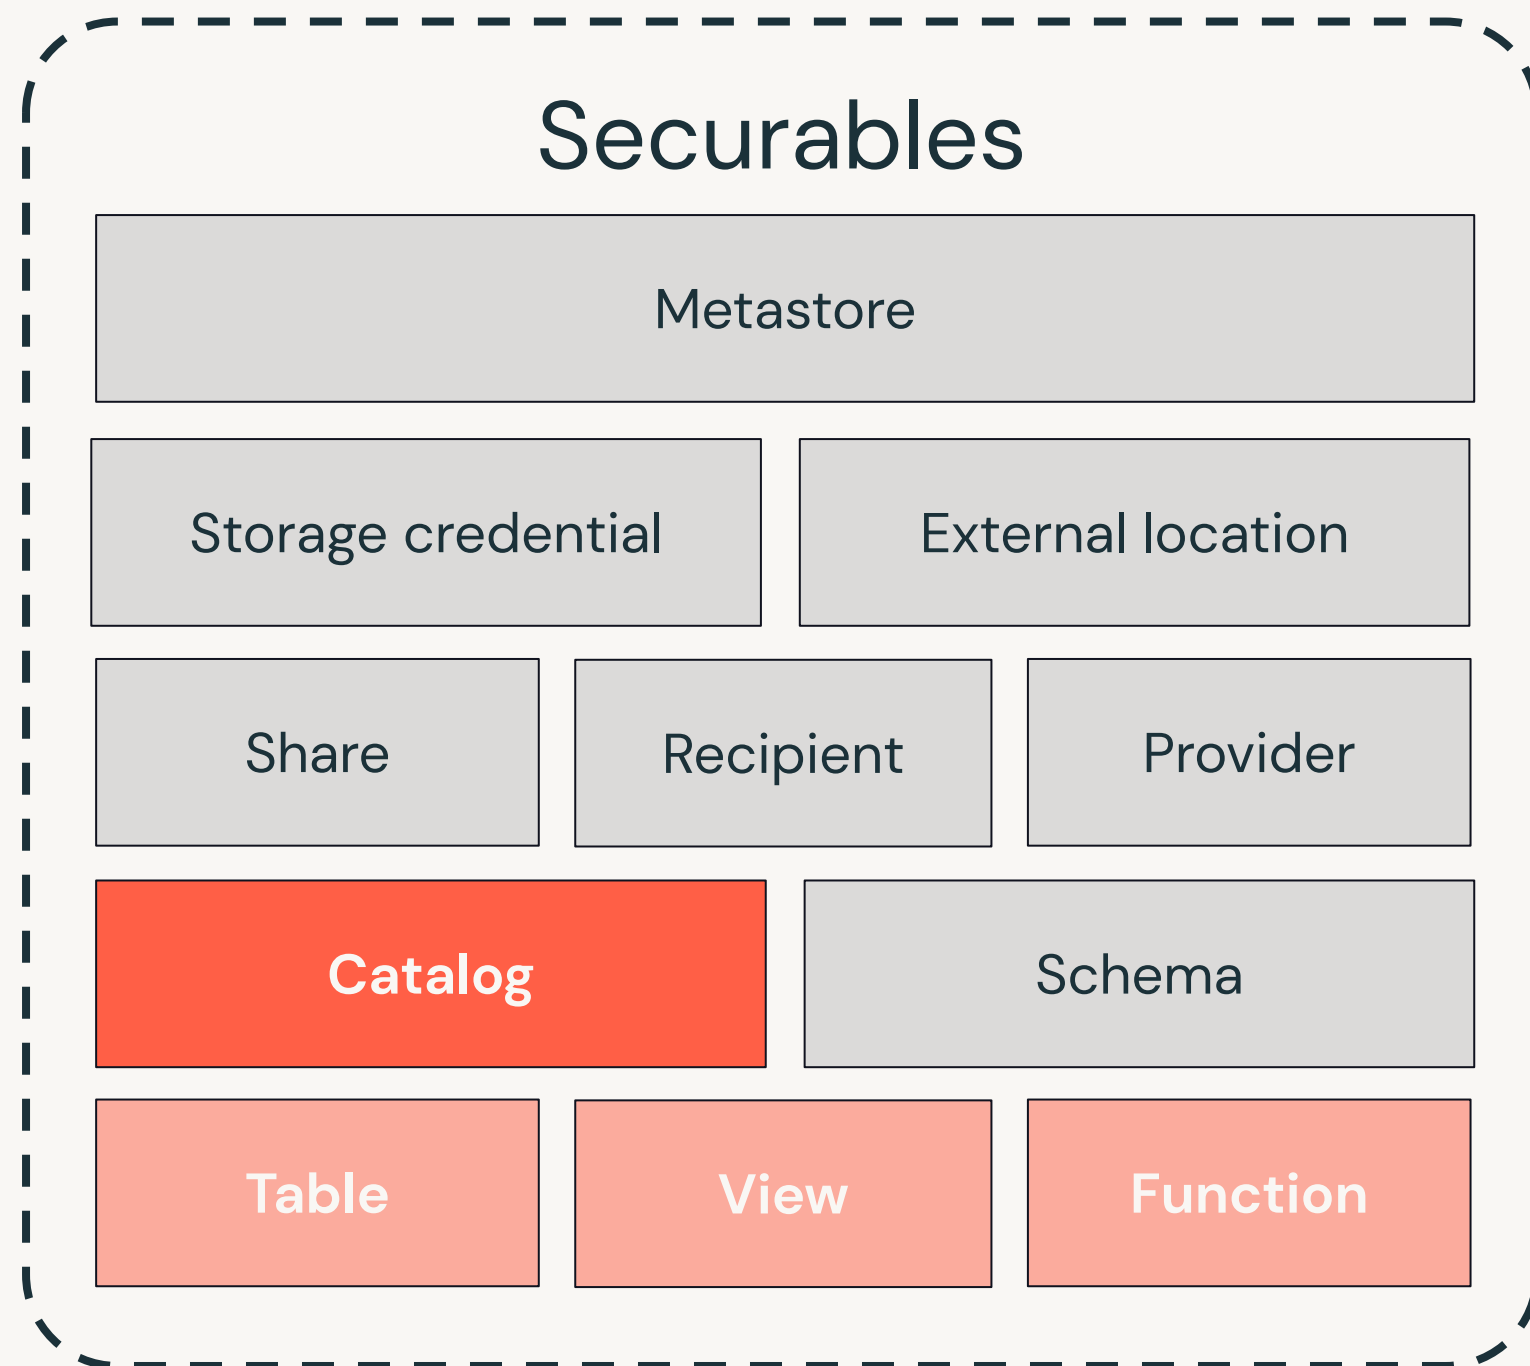 Securables
Metastore
Storage credential
External location
Share
Recipient
Provider
Catalog
Schema
Table
View
Function